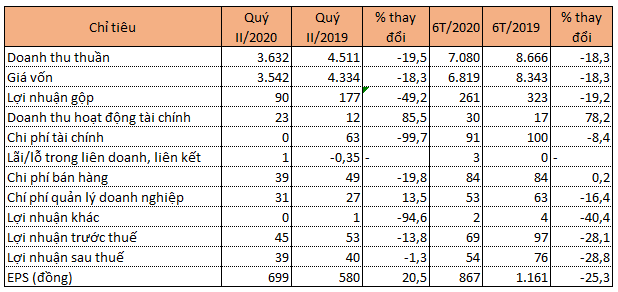 Chỉ tiêu Quý II/2020 Quý II/2019 % thay đổi 6T/2020 6T/2019 % thay đổi
Doanh thu thuần 3.632 4.511 -19,5 7.080 8.666 -18,3
Giá vốn 3.542 4.334 -18,3 6.819 8.343 -18,3
Lợi nhuận gộp 90 177 -49,2 261 323 -19,2
Doanh thu hoạt động tài chính 23 12 85,5 30 17 78,2
Chi phí tài chính 0 63 -99,7 91 100 -8,4
Lãi/lỗ trong liên doanh, liên kết 1 -0,35 - 3 0 -
Chi phí bán hàng 39 49 -19,8 84 84 0,2
Chí phí quản lý doanh nghiệp 31 27 13,5 53 63 -16,4
Lợi nhuận khác 0 1 -94,6 2 4 -40,4
Lợi nhuận trước thuế 45 53 -13,8 69 97 -28,1
Lợi nhuận sau thuế 39 40 -1,3 54 76 -28,8
EPS (đồng) 699 580 20,5 867 1.161 -25,3